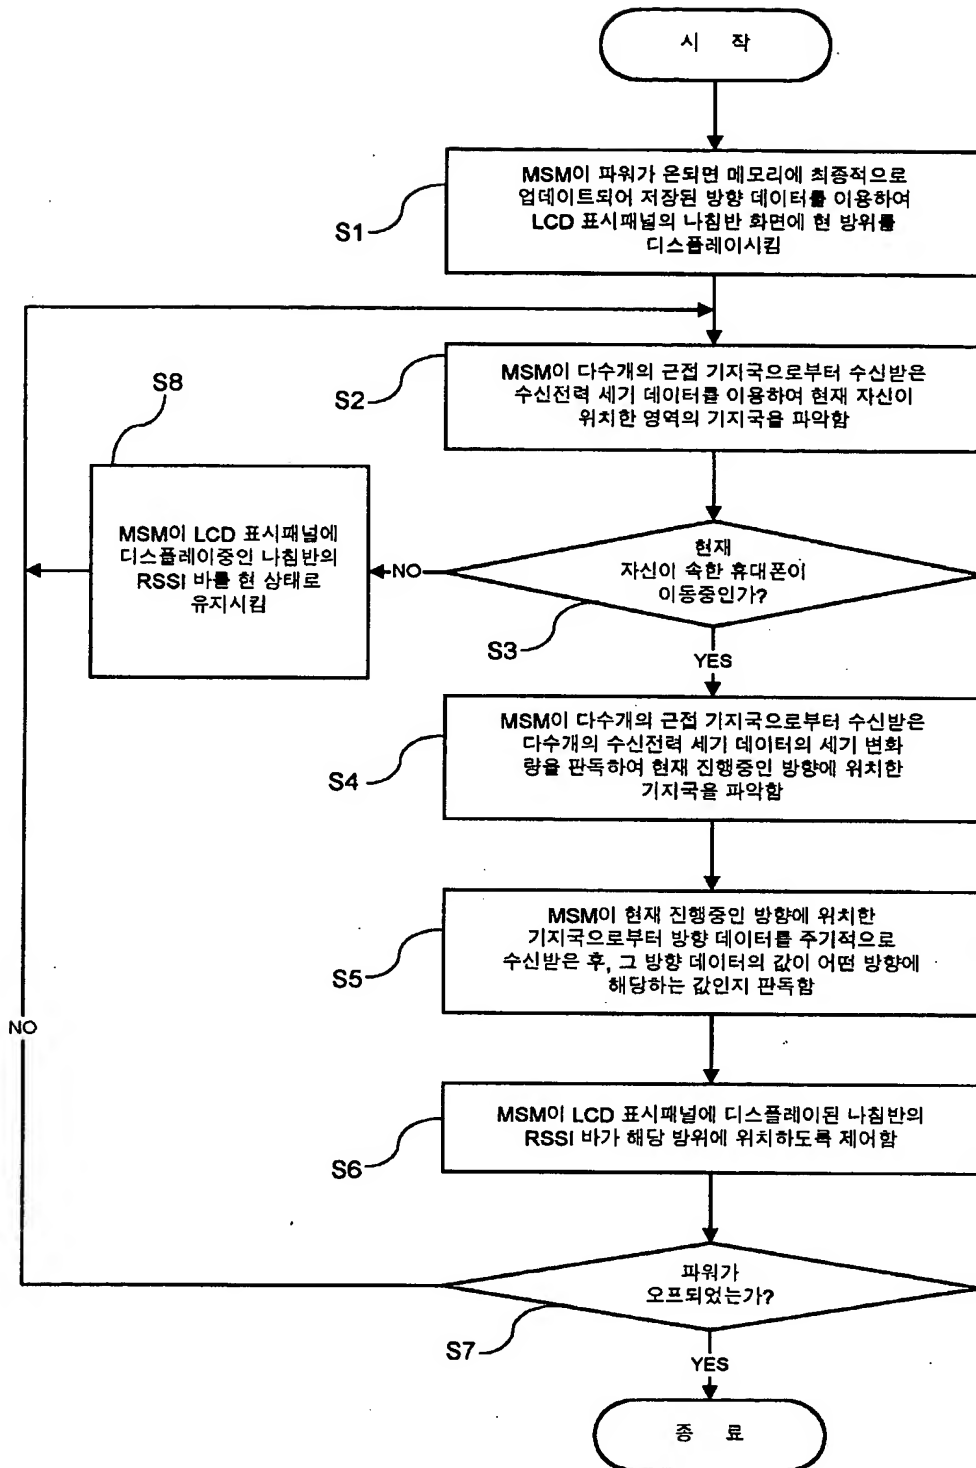 시 작
MSM이 파워가 온되면 메모리에 최종적으로
업데이트되어 저장된 방향 데이터를 이용하여
LCD 표시패널의 나침반 화면에 현 방위를
디스플레이시킴
S1
MSM이 다수개의 근접 기지국으로부터 수신받은
수신전력 세기 데이터를 이용하여 현재 자신이
위치한 영역의 기지국을 파악함
S2
S8
MSM이 LCD 표시패널에
디스플레이중인 나침반의
RSSI 바를 현 상태로
유지시킴
NO
현재
자신이 속한 휴대폰이
이동중인가?
S3
YES
MSM이 다수개의 근접 기지국으로부터 수신받은
다수개의 수신전력 세기 데이터의 세기 변화
량을 판독하여 현재 진행중인 방향에 위치한
기지국을 파악함
S4
MSM이 현재 진행중인 방향에 위치한
기지국으로부터 방향 데이터를 주기적으로
수신받은 후, 그 방향 데이터의 값이 어떤 방향에
해당하는 값인지 판독함
S5
NO
MSM이 LCD 표시패널에 디스플레이된 나침반의
RSSI 바가 해당 방위에 위치하도록 제어함
S6
파워가
오프되었는가?
S7
YES
종 료